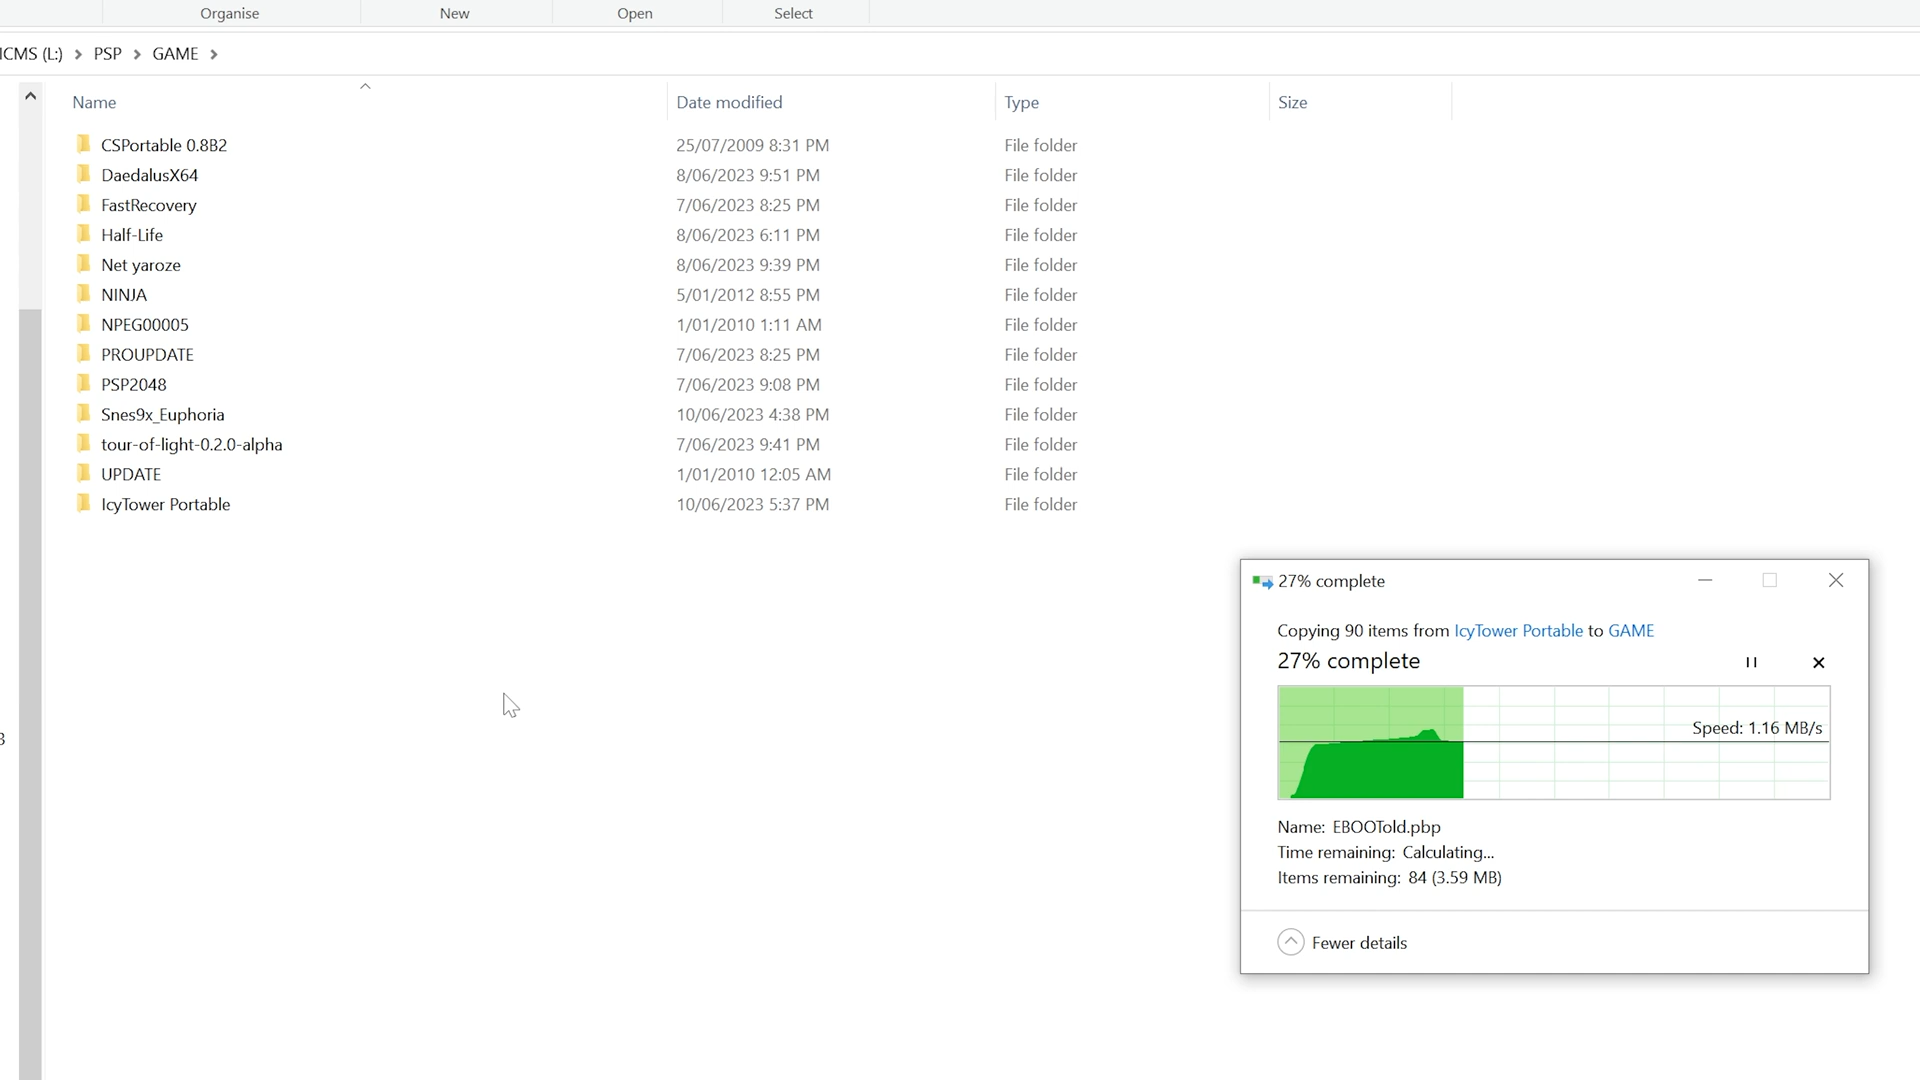 Organise New Open Select
ICMS (L:) PSP GAME
Name Date modified Type Size
CSPortable 0.8B2 25/07/2009 8:31 PM File folder
DaedalusX64 8/06/2023 9:51 PM File folder
FastRecovery 7/06/2023 8:25 PM File folder
Half-Life 8/06/2023 6:11 PM File folder
Net yaroze 8/06/2023 9:39 PM File folder
NINJA 5/01/2012 8:55 PM File folder
NPEG00005 1/01/2010 1:11 AM File folder
PROUPDATE 7/06/2023 8:25 PM File folder
PSP2048 7/06/2023 9:08 PM File folder
Snes9x_Euphoria 10/06/2023 4:38 PM File folder
tour-of-light-0.2.0-alpha 7/06/2023 9:41 PM File folder
UPDATE 1/01/2010 12:05 AM File folder
IcyTower Portable 10/06/2023 5:37 PM File folder
27% complete
Copying 90 items from IcyTower Portable to GAME
27% complete
Speed: 1.16 MB/s
Name: EBOOTold.pbp
Time remaining: Calculating...
Items remaining: 84 (3.59 MB)
Fewer details